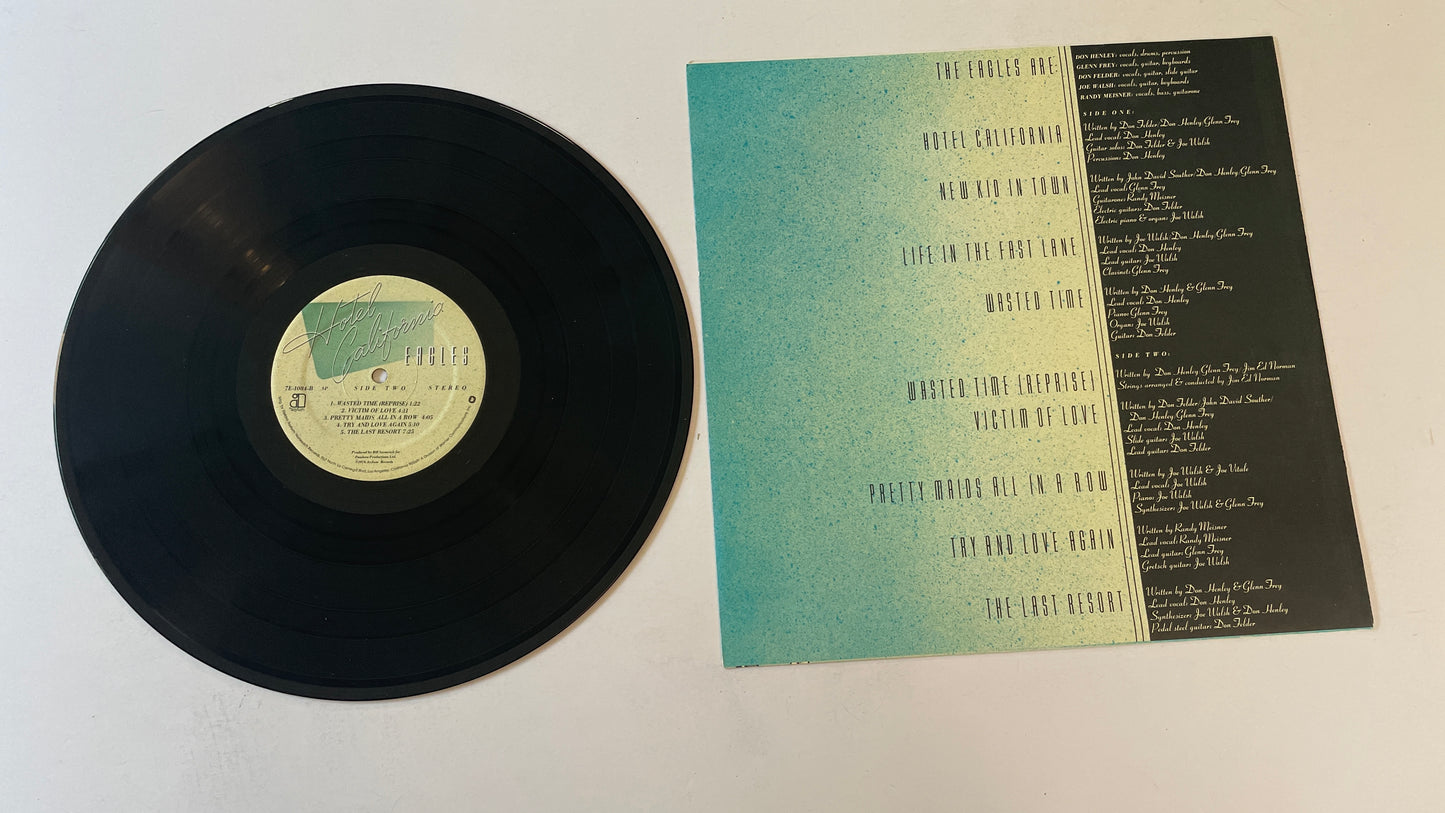 Hotel
California
EAGLES
7E-1084-B SP SIDE TWO STEREO
1. WASTED TIME (REPRISE) 1:22
2. VICTIM OF LOVE 4:11
3. PRETTY MAIDS ALL IN A ROW 4:05
4. TRY AND LOVE AGAIN 5:10
5. THE LAST RESORT 7:25
Produced by Bill Szymczyk for
Pandora Productions Ltd.
THE EAGLES ARE:
DON HENLEY: vocals, drums, percussion
GLENN FREY: vocals, guitar, keyboards
DON FELDER: vocals, guitar, slide guitar
JOE WALSH: vocals, guitar, keyboards
RANDY MEISNER: vocals, bass, guitarone
SIDE ONE:
HOTEL CALIFORNIA
Written by Don Felder/Don Henley/Glenn Frey
Lead vocal: Don Henley
Guitar solos: Don Felder & Joe Walsh
Percussion: Don Henley
NEW KID IN TOWN
Written by John David Souther/Don Henley/Glenn Frey
Lead vocal: Glenn Frey
Guitarone: Randy Meisner
Electric guitars: Don Felder
Electric piano & organ: Joe Walsh
LIFE IN THE FAST LANE
Written by Joe Walsh/Don Henley/Glenn Frey
Lead vocal: Don Henley
Lead guitar: Joe Walsh
Clavinet: Glenn Frey
WASTED TIME
Written by Don Henley & Glenn Frey
Lead vocal: Don Henley
Piano: Glenn Frey
Organ: Joe Walsh
Guitar: Don Felder
SIDE TWO:
WASTED TIME (REPRISE)
Written by Don Henley/Glenn Frey/Jim Ed Norman
Strings arranged & conducted by Jim Ed Norman
VICTIM OF LOVE
Written by Don Felder/John David Souther/
Don Henley/Glenn Frey
Lead vocal: Don Henley
Slide guitar: Joe Walsh
Lead guitar: Don Felder
PRETTY MAIDS ALL IN A ROW
Written by Joe Walsh & Joe Vitale
Lead vocal: Joe Walsh
Piano: Joe Walsh
Synthesizer: Joe Walsh & Glenn Frey
TRY AND LOVE AGAIN
Written by Randy Meisner
Lead vocal: Randy Meisner
Lead guitar: Glenn Frey
Gretsch guitar: Joe Walsh
THE LAST RESORT
Written by Don Henley & Glenn Frey
Lead vocal: Don Henley
Synthesizer: Joe Walsh & Don Henley
Pedal steel guitar: Don Felder